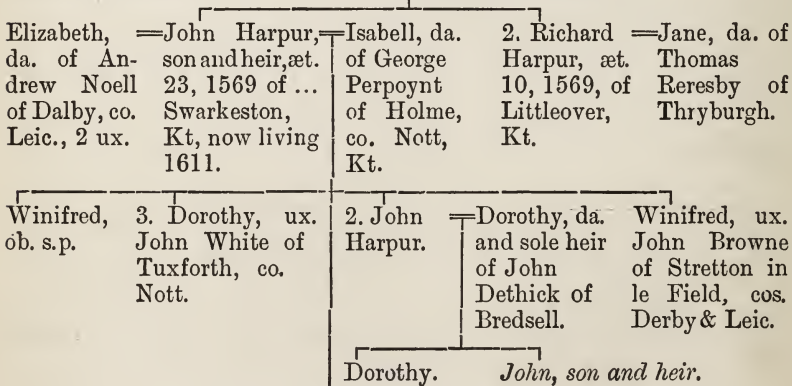 Elizabeth,
da. of An-
drew Noell
of Dalby, co.
Leic., 2 ux.
=John Harpur,
son and heir, æt.
23, 1569 of ...
Swarkeston,
Kt, now living
1611.
=Isabell, da.
of George
Perpoynt
of Holme,
co. Nott,
Kt.
2. Richard
Harpur, æt.
10, 1569, of
Littleover,
Kt.
=Jane, da. of
Thomas
Reresby of
Thryburgh.
Winifred,
ob. s.p.
3. Dorothy, ux.
John White of
Tuxforth, co.
Nott.
2. John
Harpur.
=Dorothy, da.
and sole heir
of John
Dethick of
Bredsell.
Winifred, ux.
John Browne
of Stretton in
le Field, cos.
Derby & Leic.
Dorothy.
John, son and heir.